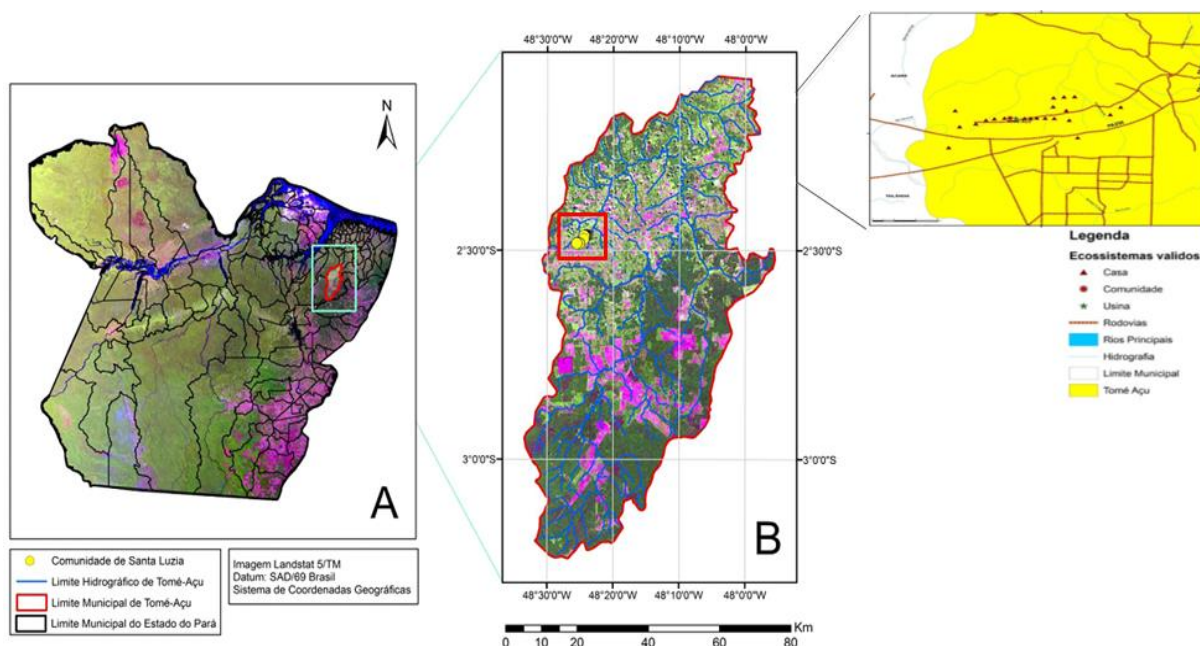 N
A
Comunidade de Santa Luzia
Limite Hidrográfico de Tomé-Açu
Limite Municipal de Tomé-Açu
Limite Municipal do Estado do Pará
Imagem Landstat 5/TM
Datum: SAD/69 Brasil
Sistema de Coordenadas Geográficas
48°30'0"W 48°20'0"W 48°10'0"W 48°0'0"W
2°30'0"S 2°30'0"S
3°0'0"S 3°0'0"S
B
48°30'0"W 48°20'0"W 48°10'0"W 48°0'0"W
Km
0 10 20 40 60 80
Legenda
Ecossistemas validos
Casa
Comunidade
Usina
Rodovias
Rios Principais
Hidrografia
Limite Municipal
Tomé Açu